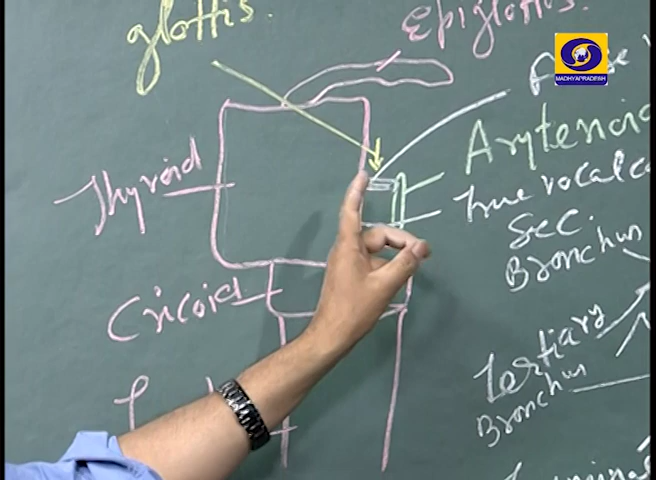 glottis.
Epiglottis.
MADHYAPRADESH
Arytenoid
Thyroid
True vocal
Sec.
Bronchus
Cricoid
Tertiary
Bronchus